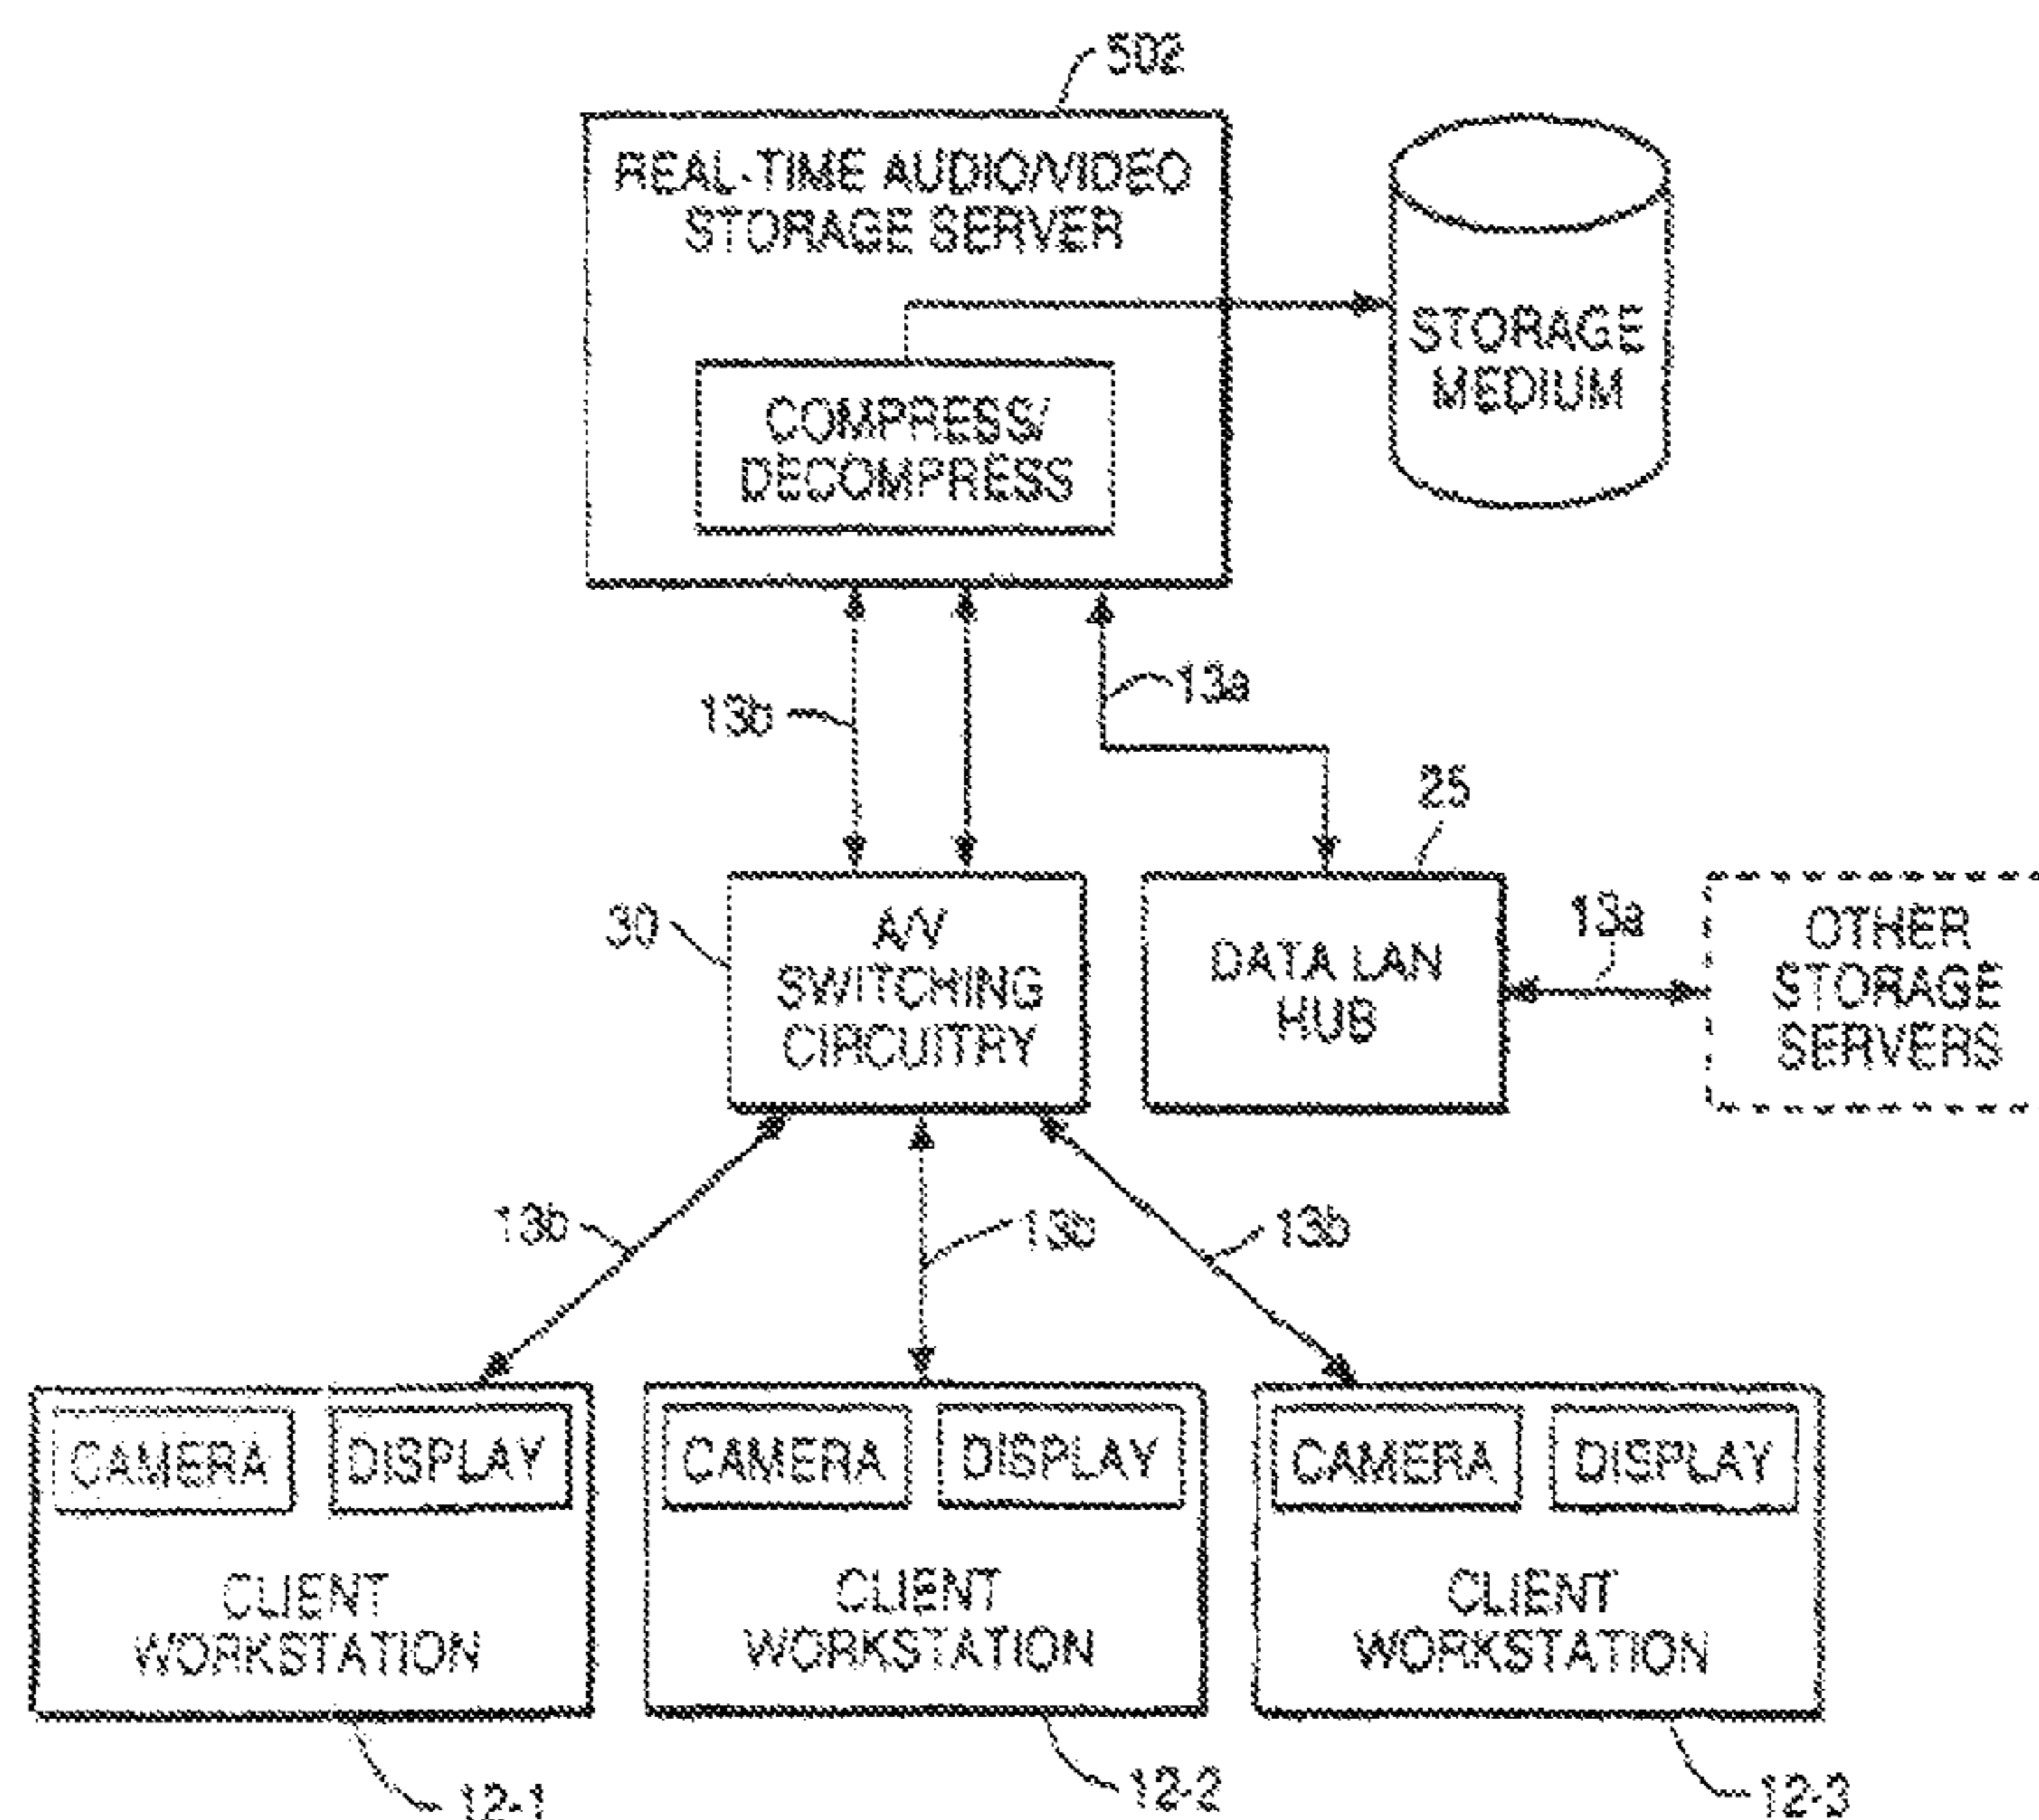 502
REAL-TIME AUDIO/VIDEO
STORAGE SERVER
STORAGE
MEDIUM
COMPRESS/
DECOMPRESS
13b
13a
25
30
A/V
SWITCHING
CIRCUITRY
DATA LAN
HUB
13a
OTHER
STORAGE
SERVERS
13b
13b
13b
CAMERA
DISPLAY
CLIENT
WORKSTATION
CAMERA
DISPLAY
CLIENT
WORKSTATION
CAMERA
DISPLAY
CLIENT
WORKSTATION
12-1
12-2
12-3